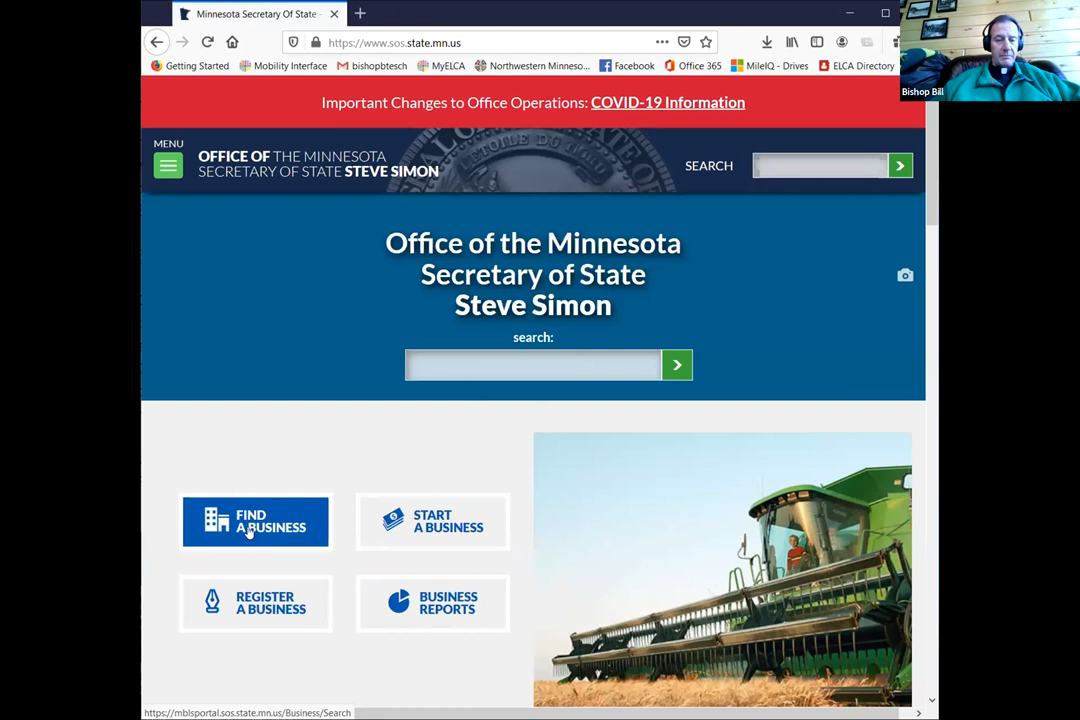 Minnesota Secretary Of State -
https://www.sos.state.mn.us
Getting Started
Mobility Interface
bishopbtesch
MyELCA
Northwestern Minneso...
Facebook
Office 365
MileIQ - Drives
ELCA Directory
Bishop Bill
Important Changes to Office Operations: COVID-19 Information
MENU
OFFICE OF THE MINNESOTA
SECRETARY OF STATE STEVE SIMON
ETOILE DU
SEARCH
Office of the Minnesota
Secretary of State
Steve Simon
search:
FIND
A BUSINESS
START
A BUSINESS
REGISTER
A BUSINESS
BUSINESS
REPORTS
https://mblsportal.sos.state.mn.us/Business/Search